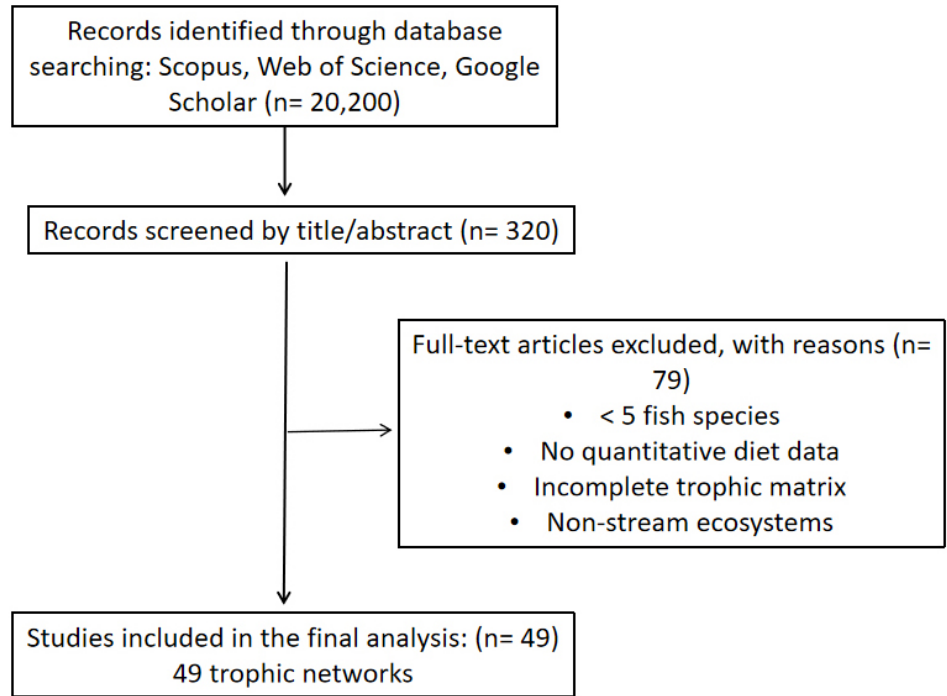 Records identified through database
searching: Scopus, Web of Science, Google
Scholar (n= 20,200)
Records screened by title/abstract (n= 320)
Full-text articles excluded, with reasons (n=
79)
• < 5 fish species
• No quantitative diet data
• Incomplete trophic matrix
• Non-stream ecosystems
Studies included in the final analysis: (n= 49)
49 trophic networks